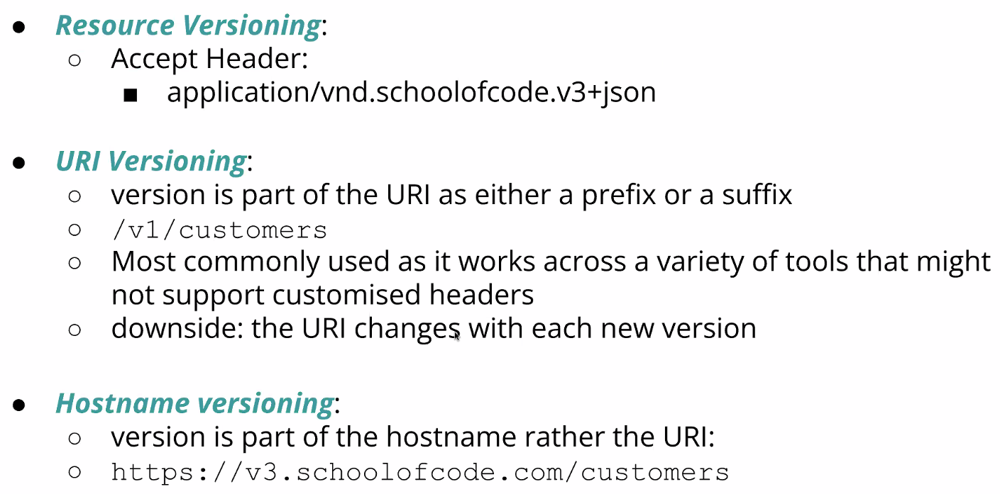 ● Resource Versioning:
○ Accept Header:
■ application/vnd.schoolofcode.v3+json
● URI Versioning:
○ version is part of the URI as either a prefix or a suffix
○ /v1/customers
○ Most commonly used as it works across a variety of tools that might
not support customised headers
○ downside: the URI changes with each new version
● Hostname versioning:
○ version is part of the hostname rather the URI:
○ https://v3.schoolofcode.com/customers